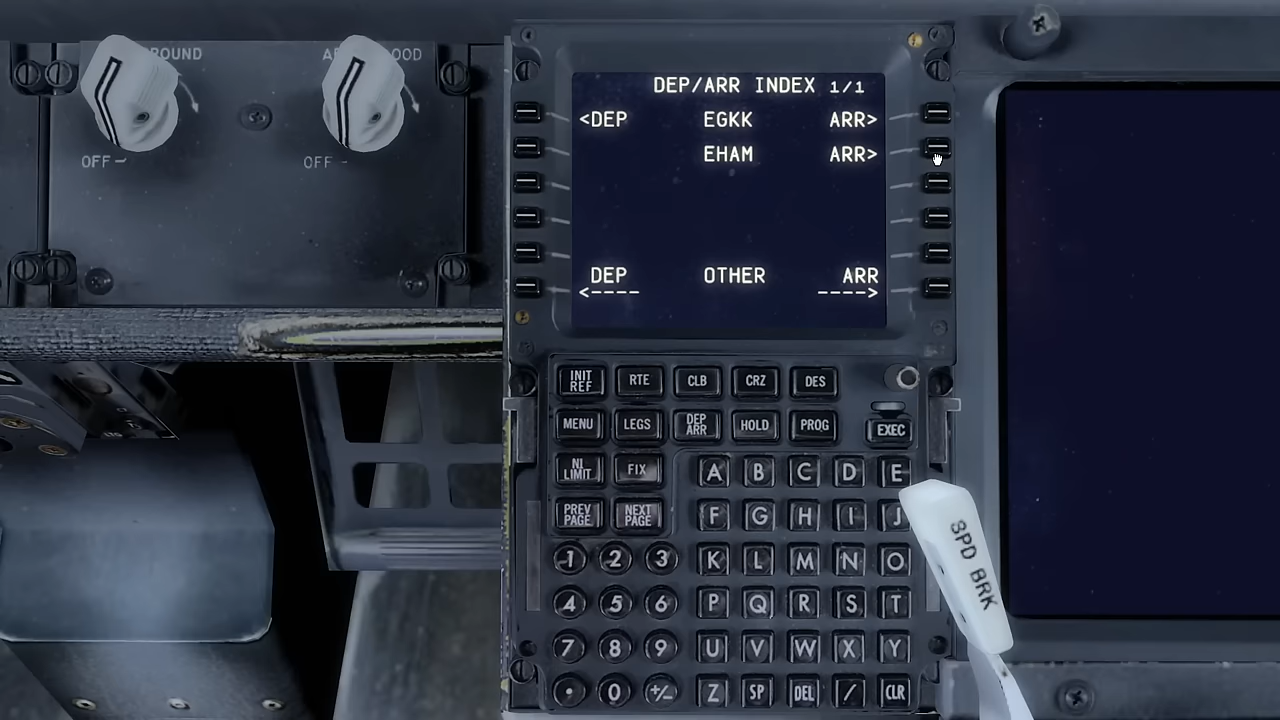 OFF
OFF
DEP/ARR INDEX 1/1
<DEP EGKK ARR>
EHAM ARR>
DEP OTHER ARR
<---- ---->
INIT REF RTE CLB CRZ DES
MENU LEGS DEP ARR HOLD PROG EXEC
N1 LIMIT FIX
A B C D E
PREV PAGE NEXT PAGE
F G H I J
1 2 3 K L M N O
4 5 6 P Q R S T
7 8 9 U V W X Y
. 0 +/- Z SP DEL / CLR
SPD BRK